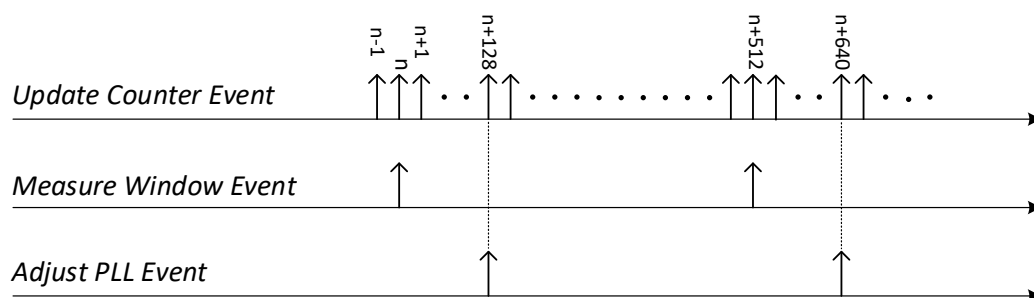 n-1
n
n+1
n+128
n+512
n+640
Update Counter Event
Measure Window Event
Adjust PLL Event